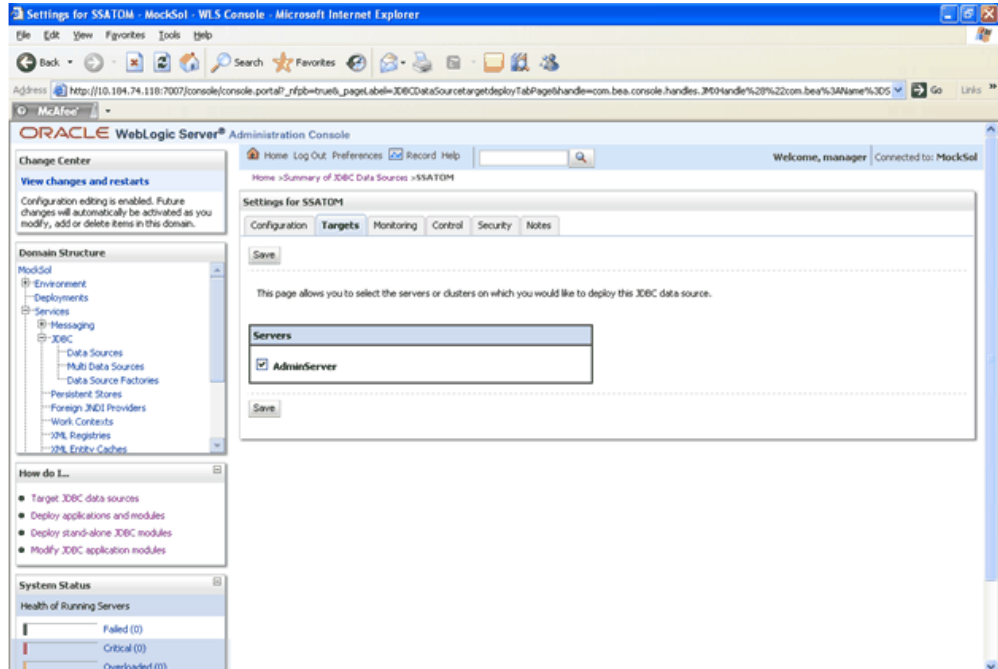 Settings for SSATOM - MockSol - WLS Console - Microsoft Internet Explorer
File Edit View Favorites Tools Help
Back Search Favorites
Address http://10.184.74.118:7007/console/console.portal?_nfpb=true&_pageLabel=JDBCDataSourcetargetdeployTabPage&handle=com.bea.console.handles.JMXHandle%28%22com.bea%3AName%3DS Go Links »
McAfee
ORACLE WebLogic Server® Administration Console
Change Center
View changes and restarts
Configuration editing is enabled. Future
changes will automatically be activated as you
modify, add or delete items in this domain.
Domain Structure
MockSol
Environment
Deployments
Services
Messaging
JDBC
Data Sources
Multi Data Sources
Data Source Factories
Persistent Stores
Foreign JNDI Providers
Work Contexts
XML Registries
XML Entity Caches
How do I...
Target JDBC data sources
Deploy applications and modules
Deploy stand-alone JDBC modules
Modify JDBC application modules
System Status
Health of Running Servers
Failed (0)
Critical (0)
Overloaded (0)
Home Log Out Preferences Record Help
Welcome, manager Connected to: MockSol
Home >Summary of JDBC Data Sources >SSATOM
Settings for SSATOM
Configuration Targets Monitoring Control Security Notes
Save
This page allows you to select the servers or clusters on which you would like to deploy this JDBC data source.
Servers
AdminServer
Save